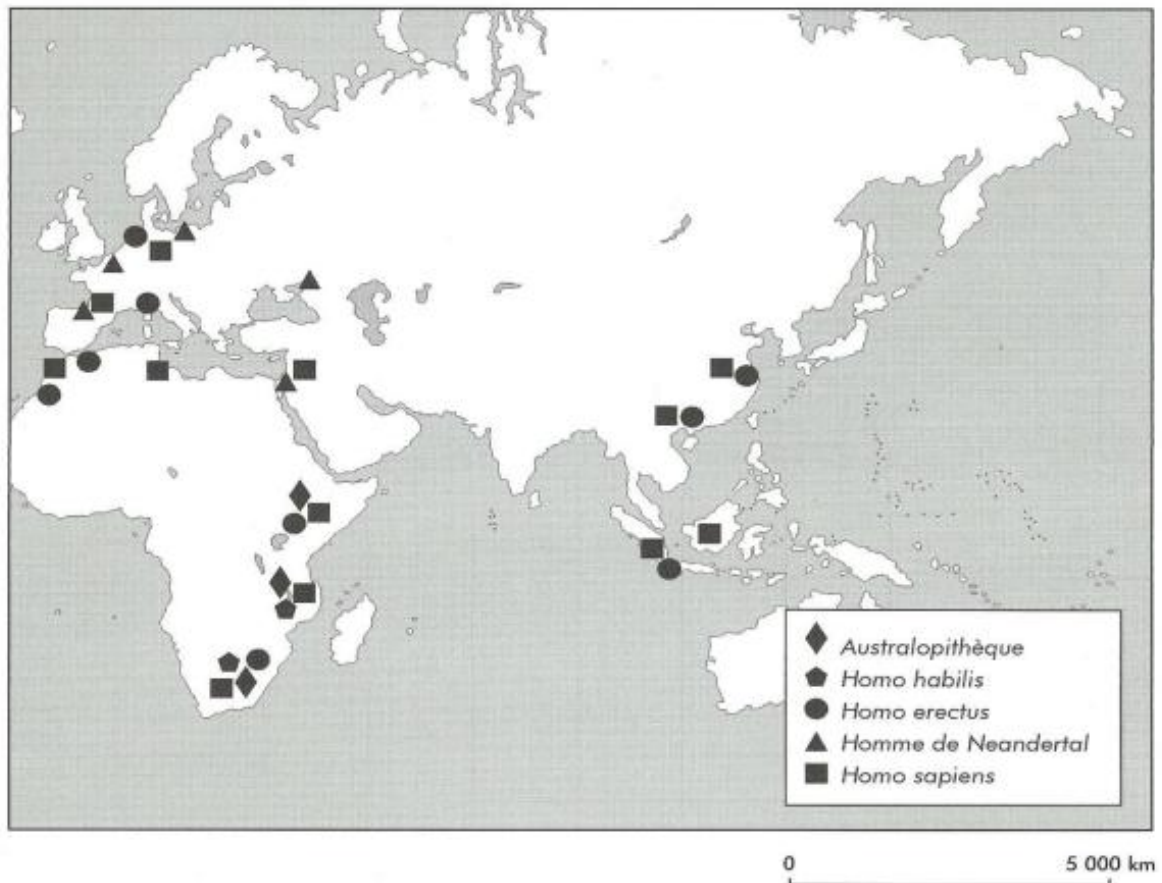 Australopithèque
Homo habilis
Homo erectus
Homme de Neandertal
Homo sapiens
0 5 000 km